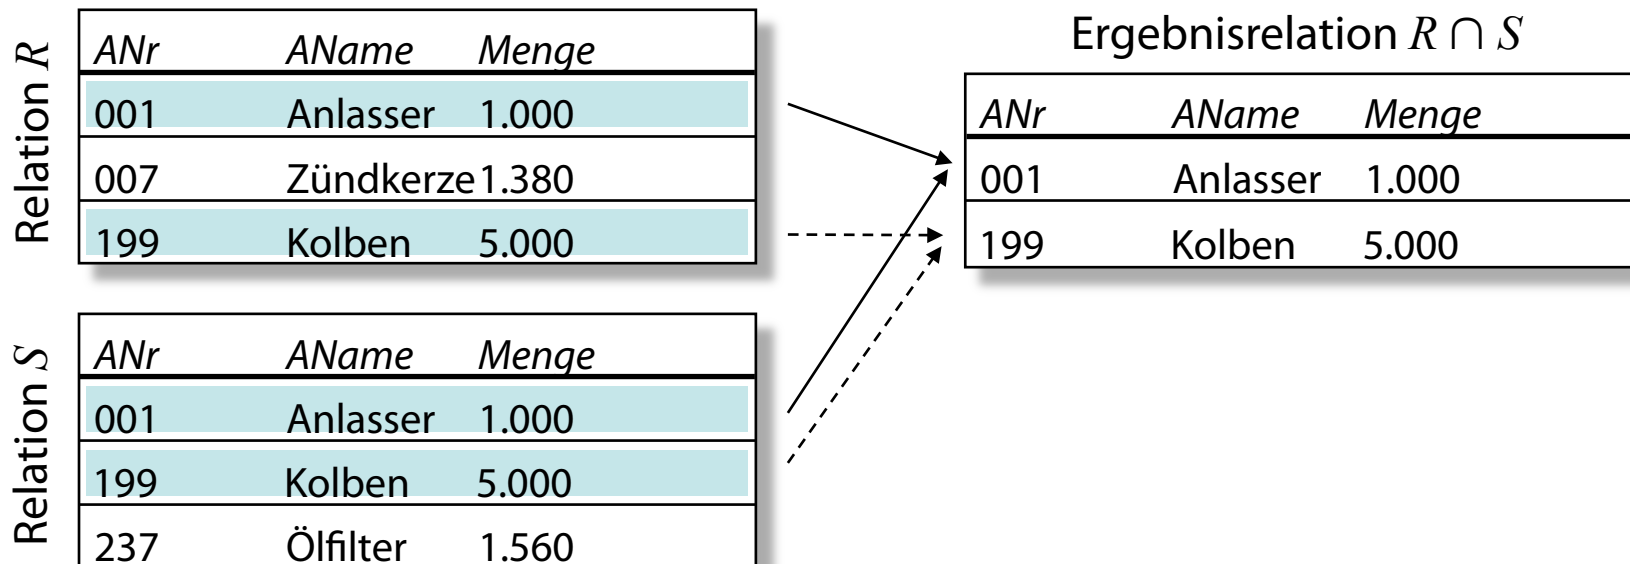 Relation R
ANr AName Menge
001 Anlasser 1.000
007 Zündkerze 1.380
199 Kolben 5.000
Relation S
ANr AName Menge
001 Anlasser 1.000
199 Kolben 5.000
237 Ölfilter 1.560
Ergebnisrelation R ∩ S
ANr AName Menge
001 Anlasser 1.000
199 Kolben 5.000